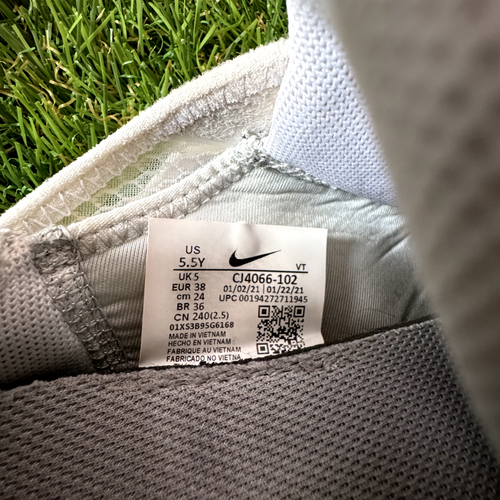 US
5.5Y
VT
UK 5 CJ4066-102
EUR 38 01/02/21 | 01/22/21
cm 24 UPC 00194272711945
BR 36
CN 240(2.5)
01XS3B95G6168
MADE IN VIETNAM
HECHO EN VIETNAM
FABRIQUE AU VIETNAM
FABRICADO NO VIETNA